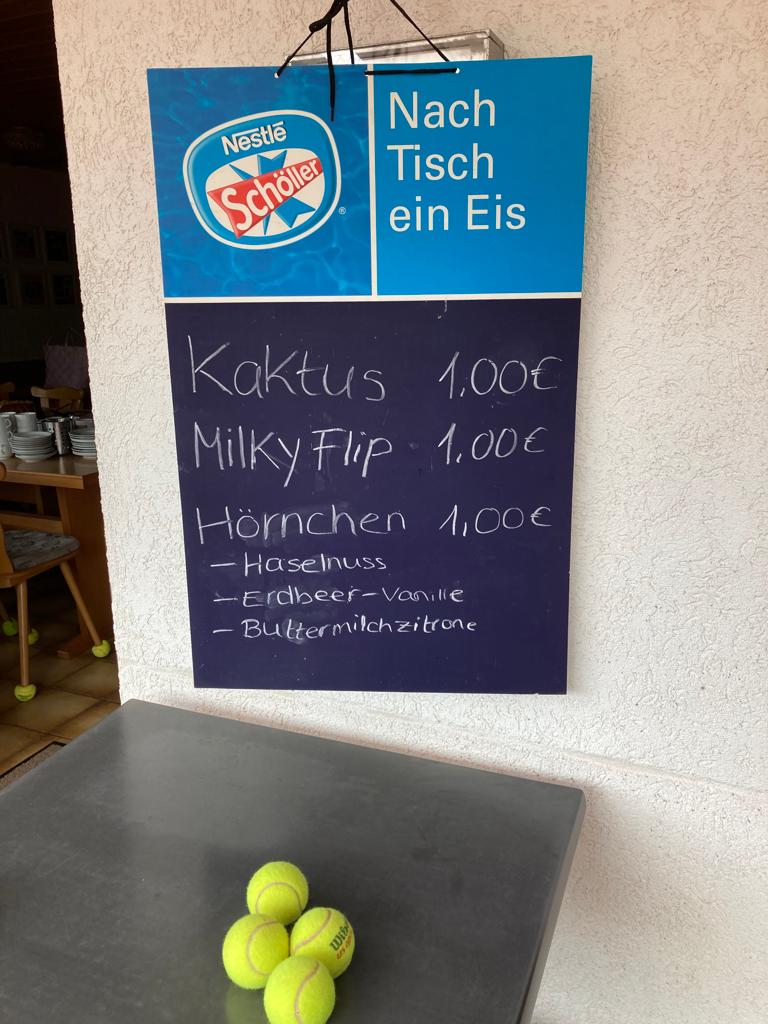 Nestlé
Schöller
®
Nach
Tisch
ein Eis
Kaktus 1,00€
Milky Flip 1,00€
Hörnchen 1,00€
- Haselnuss
- Erdbeer-Vanille
- Buttermilchzitrone